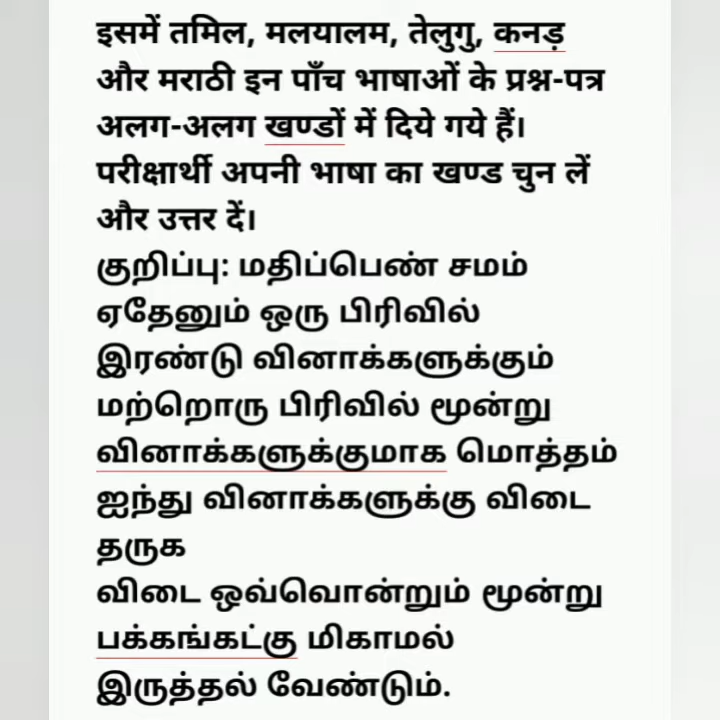 इसमें तमिल, मलयालम, तेलुगु, कनड़
और मराठी इन पाँच भाषाओं के प्रश्न-पत्र
अलग-अलग खण्डों में दिये गये हैं।
परीक्षार्थी अपनी भाषा का खण्ड चुन लें
और उत्तर दें।
குறிப்பு: மதிப்பெண் சமம்
ஏதேனும் ஒரு பிரிவில்
இரண்டு வினாக்களுக்கும்
மற்றொரு பிரிவில் மூன்று
வினாக்களுக்குமாக மொத்தம்
ஐந்து வினாக்களுக்கு விடை
தருக
விடை ஒவ்வொன்றும் மூன்று
பக்கங்கட்கு மிகாமல்
இருத்தல் வேண்டும்.